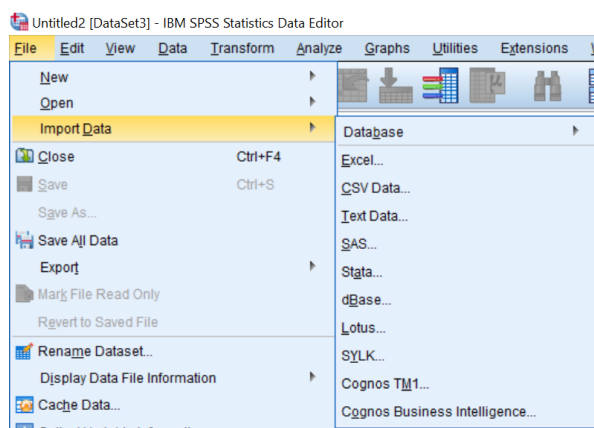 Untitled2 [DataSet3] - IBM SPSS Statistics Data Editor
File Edit View Data Transform Analyze Graphs Utilities Extensions
New
Open
Import Data
Close Ctrl+F4
Save Ctrl+S
Save As...
Save All Data
Export
Mark File Read Only
Revert to Saved File
Rename Dataset...
Display Data File Information
Cache Data...
Database
Excel...
CSV Data...
Text Data...
SAS...
Stata...
dBase...
Lotus...
SYLK...
Cognos TM1...
Cognos Business Intelligence...